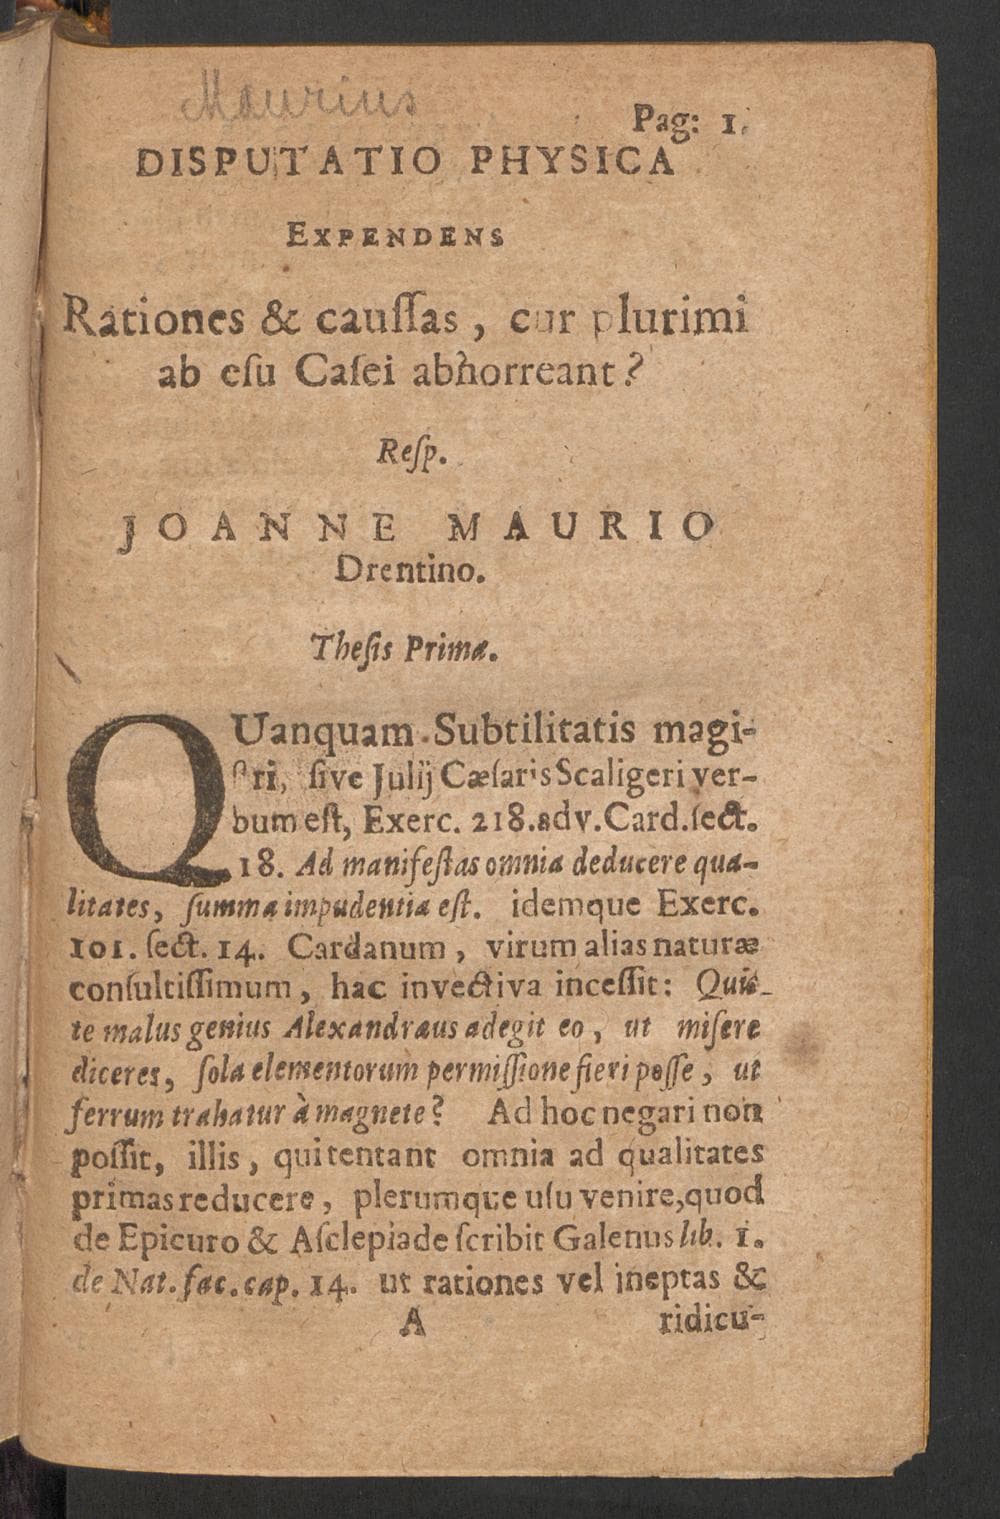 Maurius
Pag: 1.
DISPUTATIO PHYSICA
EXPENDENS
Rationes & cauſſas, cur plurimi
ab eſu Caſei abhorreant?
Reſp.
JOANNE MAURIO
Drentino.
Theſis Prima.
QUanquam Subtilitatis magi-
ſtri, ſive Julij Cæſaris Scaligeri ver-
bum eſt, Exerc. 218. adv. Card. ſect.
18. Ad manifeſtas omnia deducere qua-
litates, ſumma impudentia eſt. idemque Exerc.
101. ſect. 14. Cardanum, virum alias naturæ
conſultiſſimum, hac invectiva inceſſit: Quis
te malus genius Alexandræus adegit eo, ut miſere
diceres, ſola elementorum permiſſione fieri poſſe, ut
ferrum trahatur à magnete? Ad hoc negari non
poſſit, illis, qui tentant omnia ad qualitates
primas reducere, plerumque uſu venire, quod
de Epicuro & Aſclepiade ſcribit Galenus lib. 1.
de Nat. fac. cap. 14. ut rationes vel ineptas &
A ridicu-